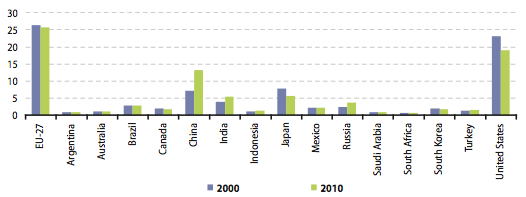 30
25
20
15
10
5
0
EU-27
Argentina
Australia
Brazil
Canada
China
India
Indonesia
Japan
Mexico
Russia
Saudi Arabia
South Africa
South Korea
Turkey
United States
2000 2010